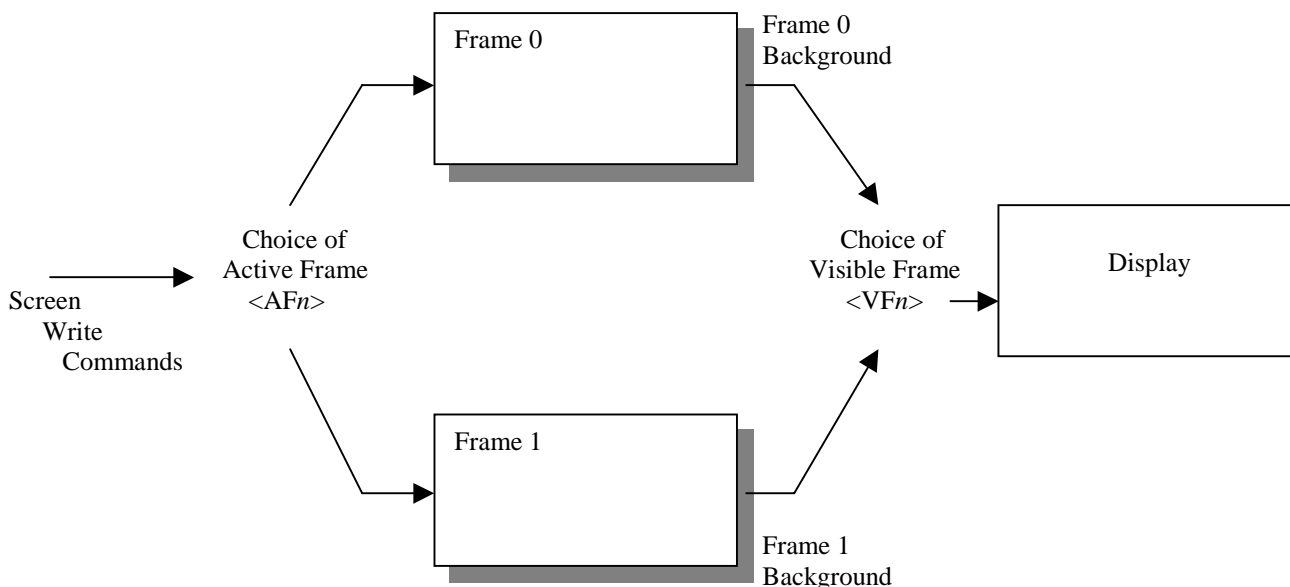 Frame 0
Frame 0
Background
Choice of
Active Frame
<AFn>
Screen
Write
Commands
Choice of
Visible Frame
<VFn>
Display
Frame 1
Frame 1
Background